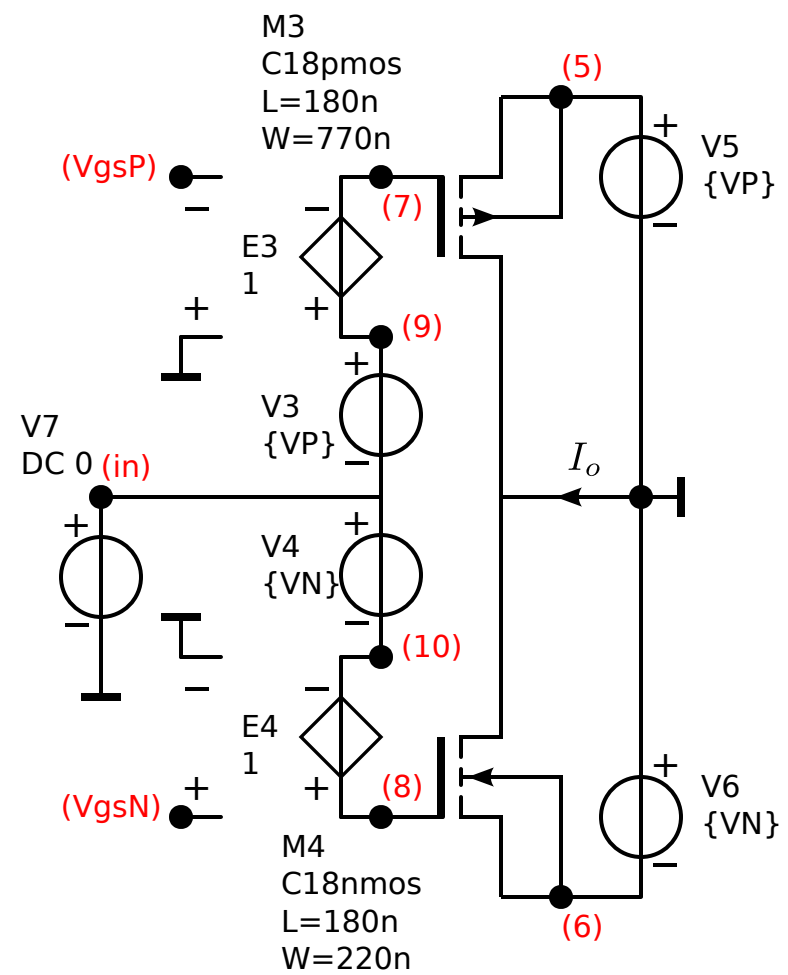 M3
C18pmos
L=180n
W=770n
(5)
+
V5
{VP}
−
(VgsP)
−
−
(7)
E3
1
+
+
(9)
+
V3
{VP}
−
V7
DC 0
(in)
+
−
I_o
+
V4
{VN}
−
(10)
−
−
E4
1
+
+
(8)
(VgsN)
+
V6
{VN}
−
M4
C18nmos
L=180n
W=220n
(6)